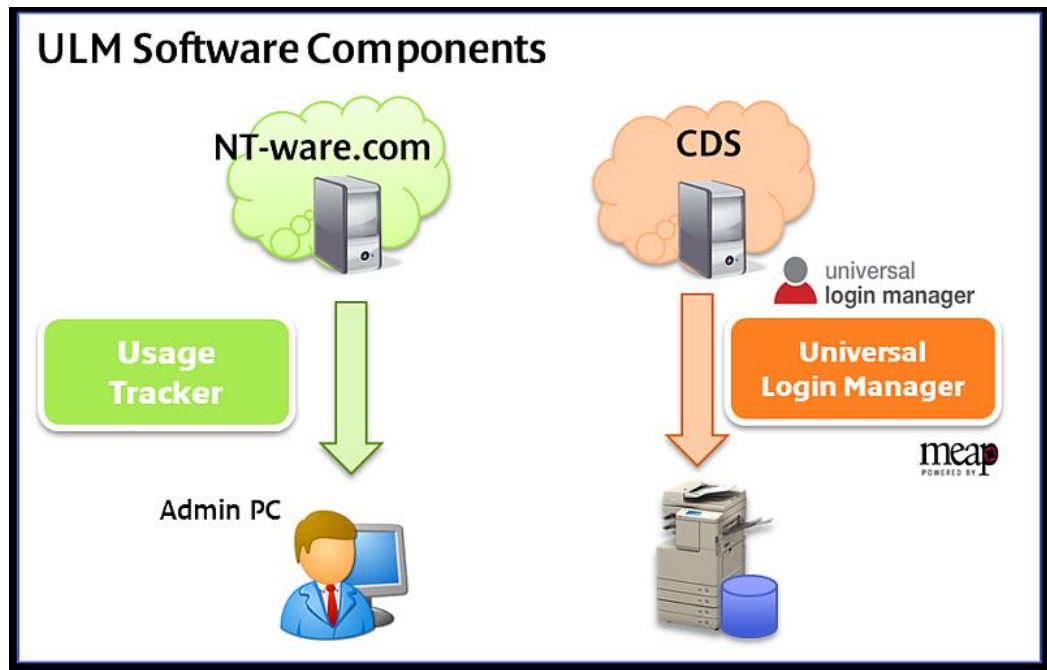 ULM Software Components
NT-ware.com
CDS
universal
login manager
Usage
Tracker
Universal
Login Manager
meap
POWERED BY
Admin PC